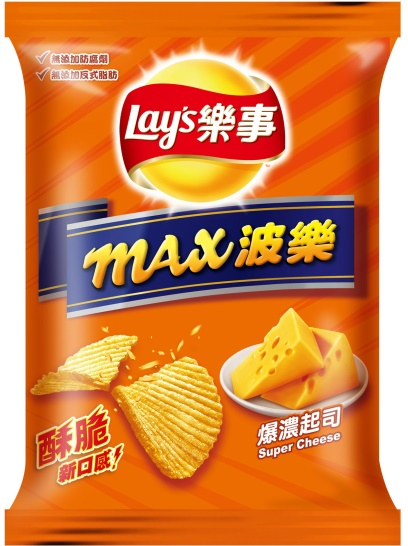 ✓無添加防腐劑
✓無添加反式脂肪
Lay's樂事
MAX波樂
酥脆
新口感!
爆濃起司
Super Cheese